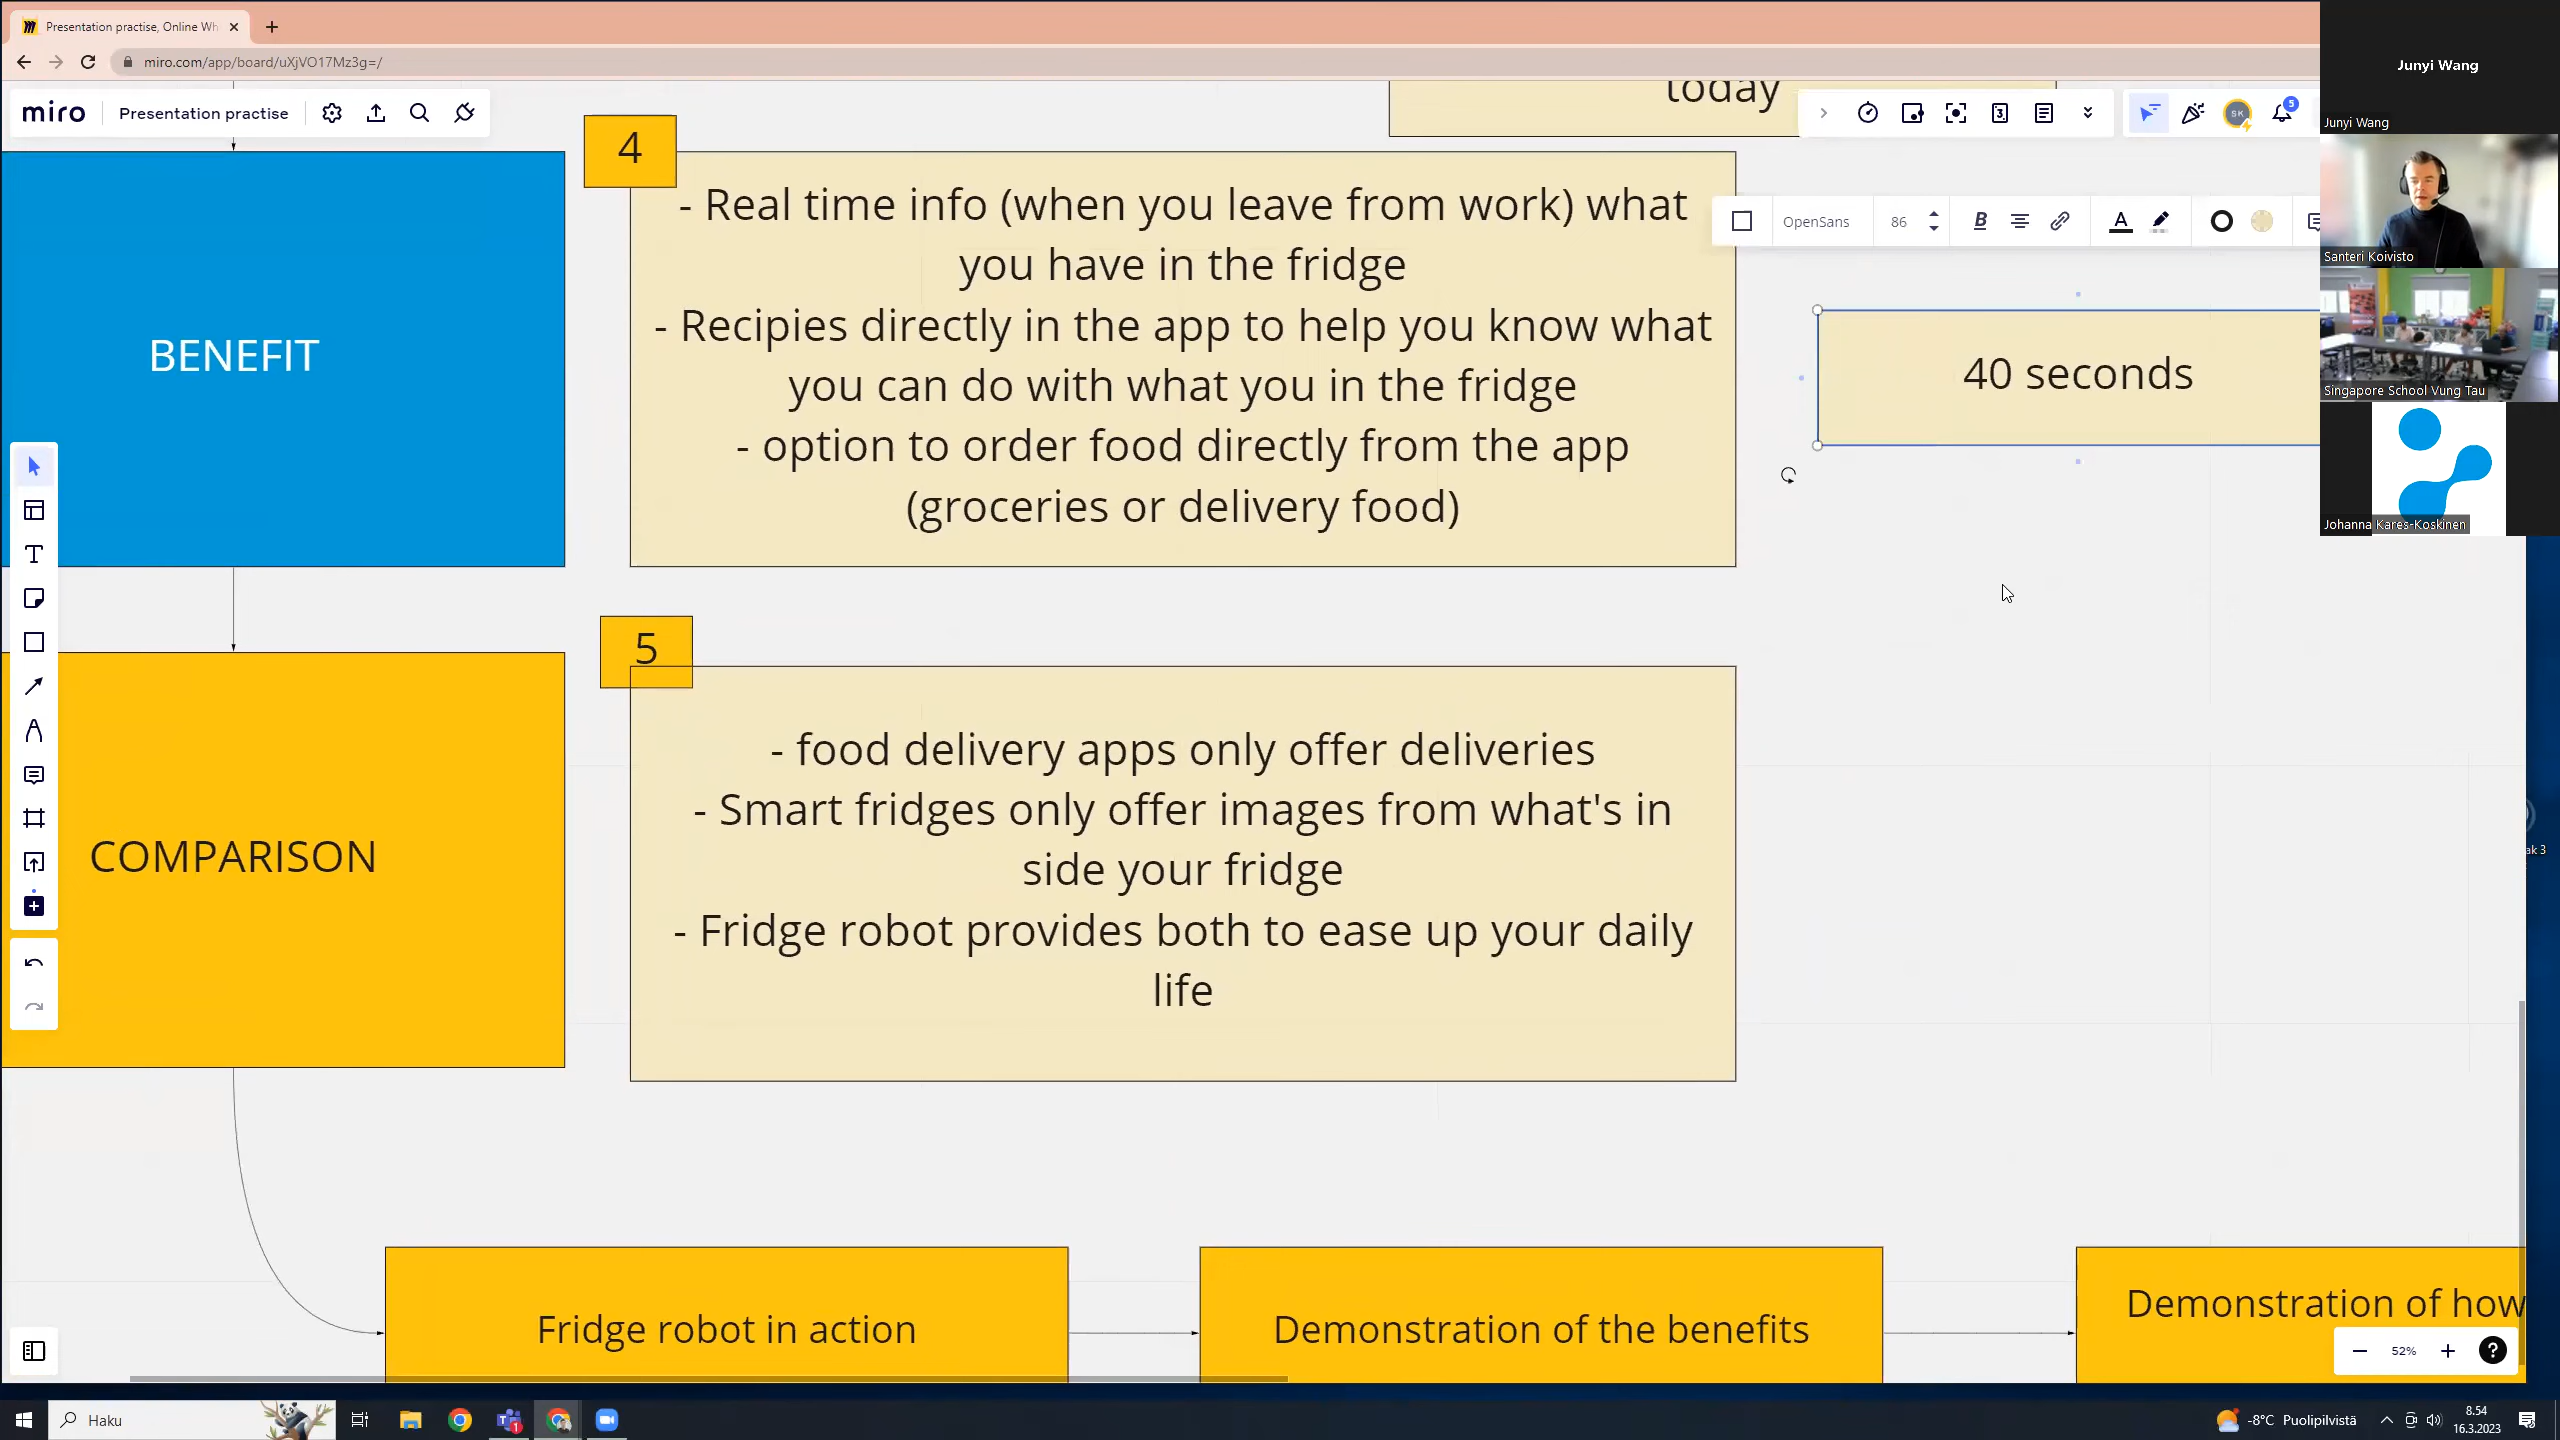 Presentation practise, Online Wh
miro.com/app/board/uXjVO17Mz3g=/
miro
Presentation practise
today
3
SK
5
Junyi Wang
Junyi Wang
Santeri Koivisto
Singapore School Vung Tau
Johanna Kares-Koskinen
OpenSans
86
B
A
4
- Real time info (when you leave from work) what
you have in the fridge
- Recipies directly in the app to help you know what
you can do with what you in the fridge
- option to order food directly from the app
(groceries or delivery food)
BENEFIT
40 seconds
5
- food delivery apps only offer deliveries
- Smart fridges only offer images from what's in
side your fridge
- Fridge robot provides both to ease up your daily
life
COMPARISON
ak 3
Fridge robot in action
Demonstration of the benefits
Demonstration of how
52%
?
Haku
1
-8°C Puolipilvistä
8.54
16.3.2023